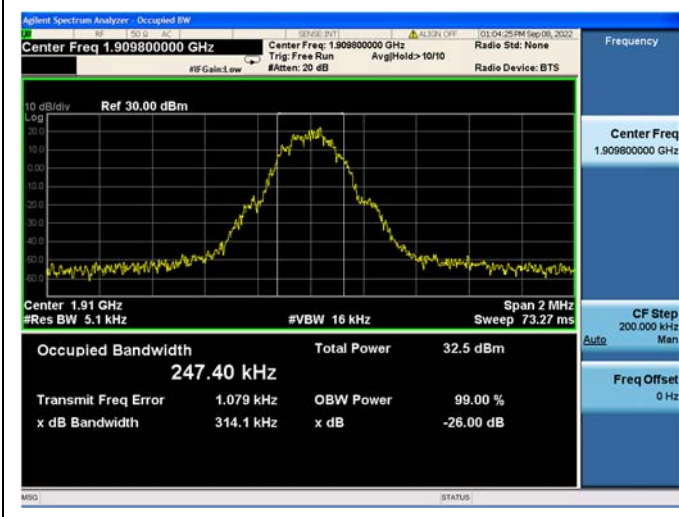 Agilent Spectrum Analyzer - Occupied BW
RF 50 Ω AC SENSE:INT ALIGN OFF 01:04:25 PM Sep 08, 2022
Center Freq 1.909800000 GHz
Center Freq: 1.909800000 GHz
Radio Std: None
Trig: Free Run Avg|Hold:>10/10
#IFGain:Low #Atten: 20 dB Radio Device: BTS
Frequency
10 dB/div Ref 30.00 dBm
Log
20.0
10.0
0.00
-10.0
-20.0
-30.0
-40.0
-50.0
-60.0
Center Freq
1.909800000 GHz
Center 1.91 GHz Span 2 MHz
#Res BW 5.1 kHz #VBW 16 kHz Sweep 73.27 ms
CF Step
200.000 kHz
Auto Man
Occupied Bandwidth Total Power 32.5 dBm
247.40 kHz
Transmit Freq Error 1.079 kHz OBW Power 99.00 %
x dB Bandwidth 314.1 kHz x dB -26.00 dB
Freq Offset
0 Hz
MSG STATUS